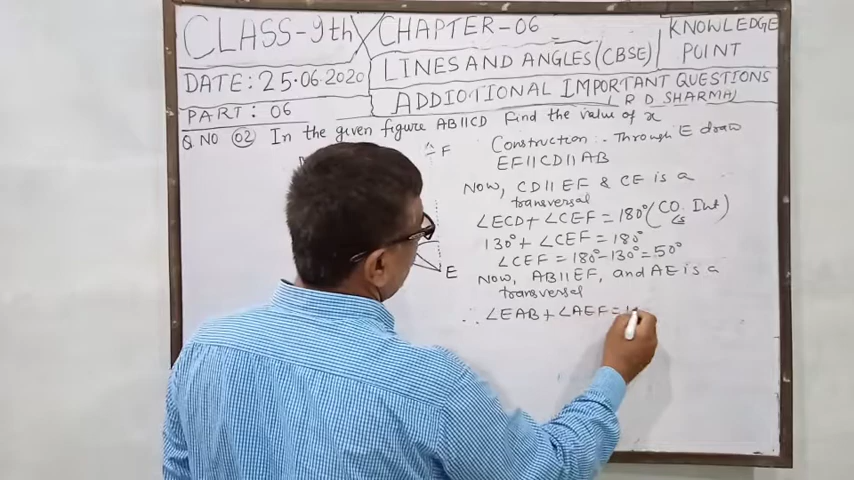 CLASS-9th
CHAPTER-06
KNOWLEDGE POINT
DATE: 25.06.2020
LINES AND ANGLES (CBSE)
PART: 06
ADDIOTIONAL IMPORTANT QUESTIONS
(R D SHARMA)
Q NO 02 In the given figure AB||CD Find the value of x
F
E
Construction :. Through E draw
EF||CD||AB
Now, CD||EF & CE is a
transversal
∠ECD+∠CEF=180° (CO. Int ∠s)
130°+∠CEF=180°
∠CEF=180°-130°=50°
Now, AB||EF, and AE is a
transversal
∴ ∠EAB+∠AEF=